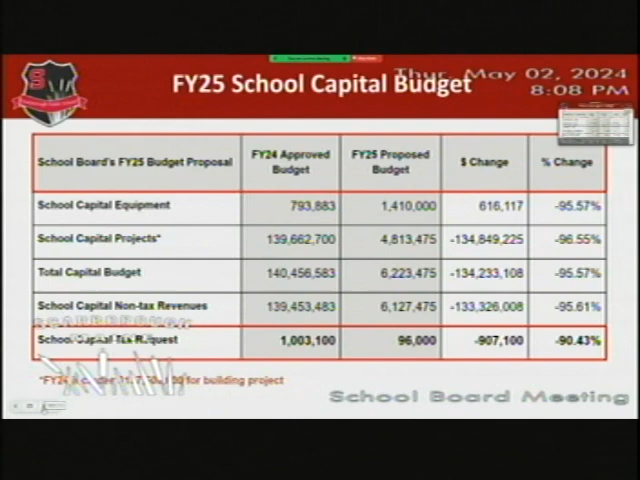 FY25 School Capital Budget
Thur, May 02, 2024
8:08 PM
School Board's FY25 Budget Proposal FY24 Approved Budget FY25 Proposed Budget $ Change % Change
School Capital Equipment 793,883 1,410,000 616,117 -95.57%
School Capital Projects* 139,662,700 4,813,475 -134,849,225 -96.55%
Total Capital Budget 140,456,583 6,223,475 -134,233,108 -95.57%
School Capital Non-tax Revenues 139,453,483 6,127,475 -133,326,008 -95.61%
SCARBOROUGH
School Capital Tax Request 1,003,100 96,000 -907,100 -90.43%
*FY24 for building project
School Board Meeting